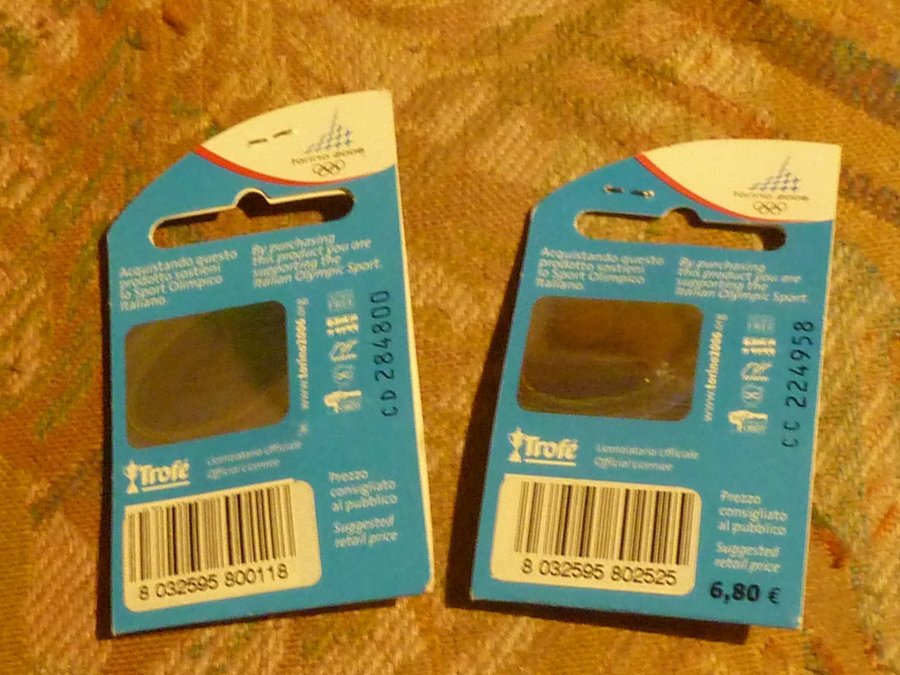 torino 2006
Acquistando questo
prodotto sostieni
lo Sport Olimpico
Italiano.
By purchasing
this product you are
supporting the
Italian Olympic Sport.
www.torino2006.org
CD 284800
Trofé
Licenziatario Ufficiale
Official Licensee
8 032595 800118
Prezzo
consigliato
al pubblico
Suggested
retail price
torino 2006
Acquistando questo
prodotto sostieni
lo Sport Olimpico
Italiano.
By purchasing
this product you are
supporting the
Italian Olympic Sport.
www.torino2006.org
CC 224958
Trofé
Licenziatario Ufficiale
Official Licensee
8 032595 802525
Prezzo
consigliato
al pubblico
Suggested
retail price
6,80 €